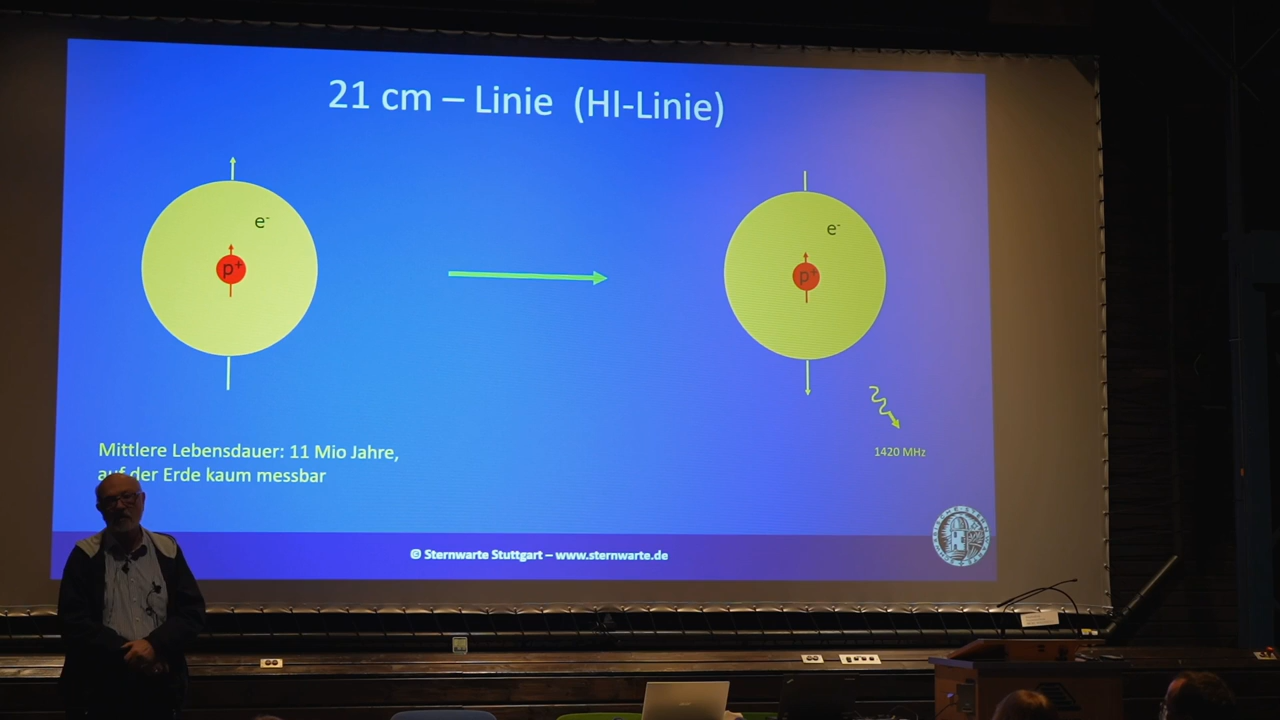 21 cm – Linie (HI-Linie)
e-
p+
e-
p+
1420 MHz
Mittlere Lebensdauer: 11 Mio Jahre,
auf der Erde kaum messbar
© Sternwarte Stuttgart – www.sternwarte.de